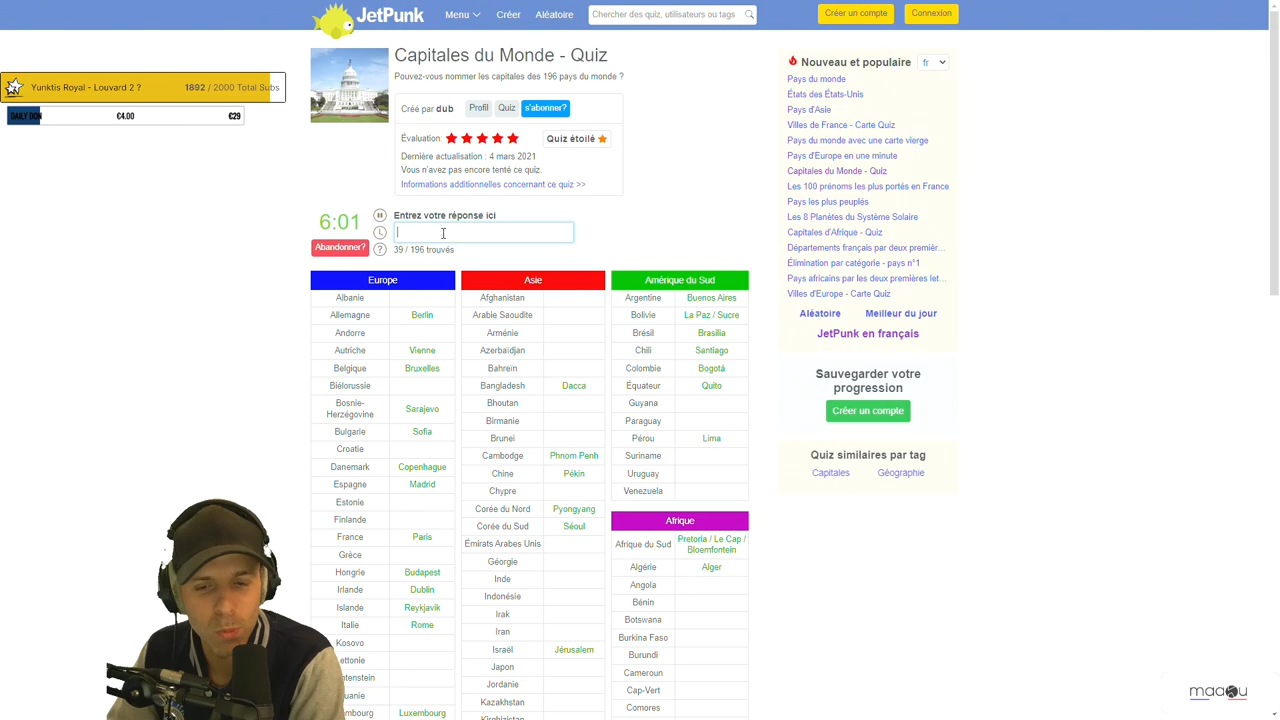 JetPunk Menu Créer Aléatoire Chercher des quiz, utilisateurs ou tags Créer un compte Connexion
Yunktis Royal - Louvard 2 ? 1892 / 2000 Total Subs
DAILY DON €4.00 €29
Capitales du Monde - Quiz
Pouvez-vous nommer les capitales des 196 pays du monde ?
Créé par dub Profil Quiz s'abonner?
Évaluation: Quiz étoilé
Dernière actualisation : 4 mars 2021
Vous n'avez pas encore tenté ce quiz.
Informations additionnelles concernant ce quiz >>
6:01
Abandonner?
?
Entrez votre réponse ici
39 / 196 trouvés
Europe
Albanie
Allemagne Berlin
Andorre
Autriche Vienne
Belgique Bruxelles
Biélorussie
Bosnie-
Herzégovine Sarajevo
Bulgarie Sofia
Croatie
Danemark Copenhague
Espagne Madrid
Estonie
Finlande
France Paris
Grèce
Hongrie Budapest
Irlande Dublin
Islande Reykjavik
Italie Rome
Kosovo
ettonie
ntenstein
uanie
embourg Luxembourg
Asie
Afghanistan
Arabie Saoudite
Arménie
Azerbaïdjan
Bahreïn
Bangladesh Dacca
Bhoutan
Birmanie
Brunei
Cambodge Phnom Penh
Chine Pékin
Chypre
Corée du Nord Pyongyang
Corée du Sud Séoul
Émirats Arabes Unis
Géorgie
Inde
Indonésie
Irak
Iran
Israël Jérusalem
Japon
Jordanie
Kazakhstan
Kirghizistan
Amérique du Sud
Argentine Buenos Aires
Bolivie La Paz / Sucre
Brésil Brasilia
Chili Santiago
Colombie Bogotá
Équateur Quito
Guyana
Paraguay
Pérou Lima
Suriname
Uruguay
Venezuela
Afrique
Afrique du Sud Pretoria / Le Cap /
Bloemfontein
Algérie Alger
Angola
Bénin
Botswana
Burkina Faso
Burundi
Cameroun
Cap-Vert
Comores
Nouveau et populaire fr
Pays du monde
États des États-Unis
Pays d'Asie
Villes de France - Carte Quiz
Pays du monde avec une carte vierge
Pays d'Europe en une minute
Capitales du Monde - Quiz
Les 100 prénoms les plus portés en France
Pays les plus peuplés
Les 8 Planètes du Système Solaire
Capitales d'Afrique - Quiz
Départements français par deux premièr...
Élimination par catégorie - pays n°1
Pays africains par les deux premières let...
Villes d'Europe - Carte Quiz
Aléatoire Meilleur du jour
JetPunk en français
Sauvegarder votre
progression
Créer un compte
Quiz similaires par tag
Capitales Géographie